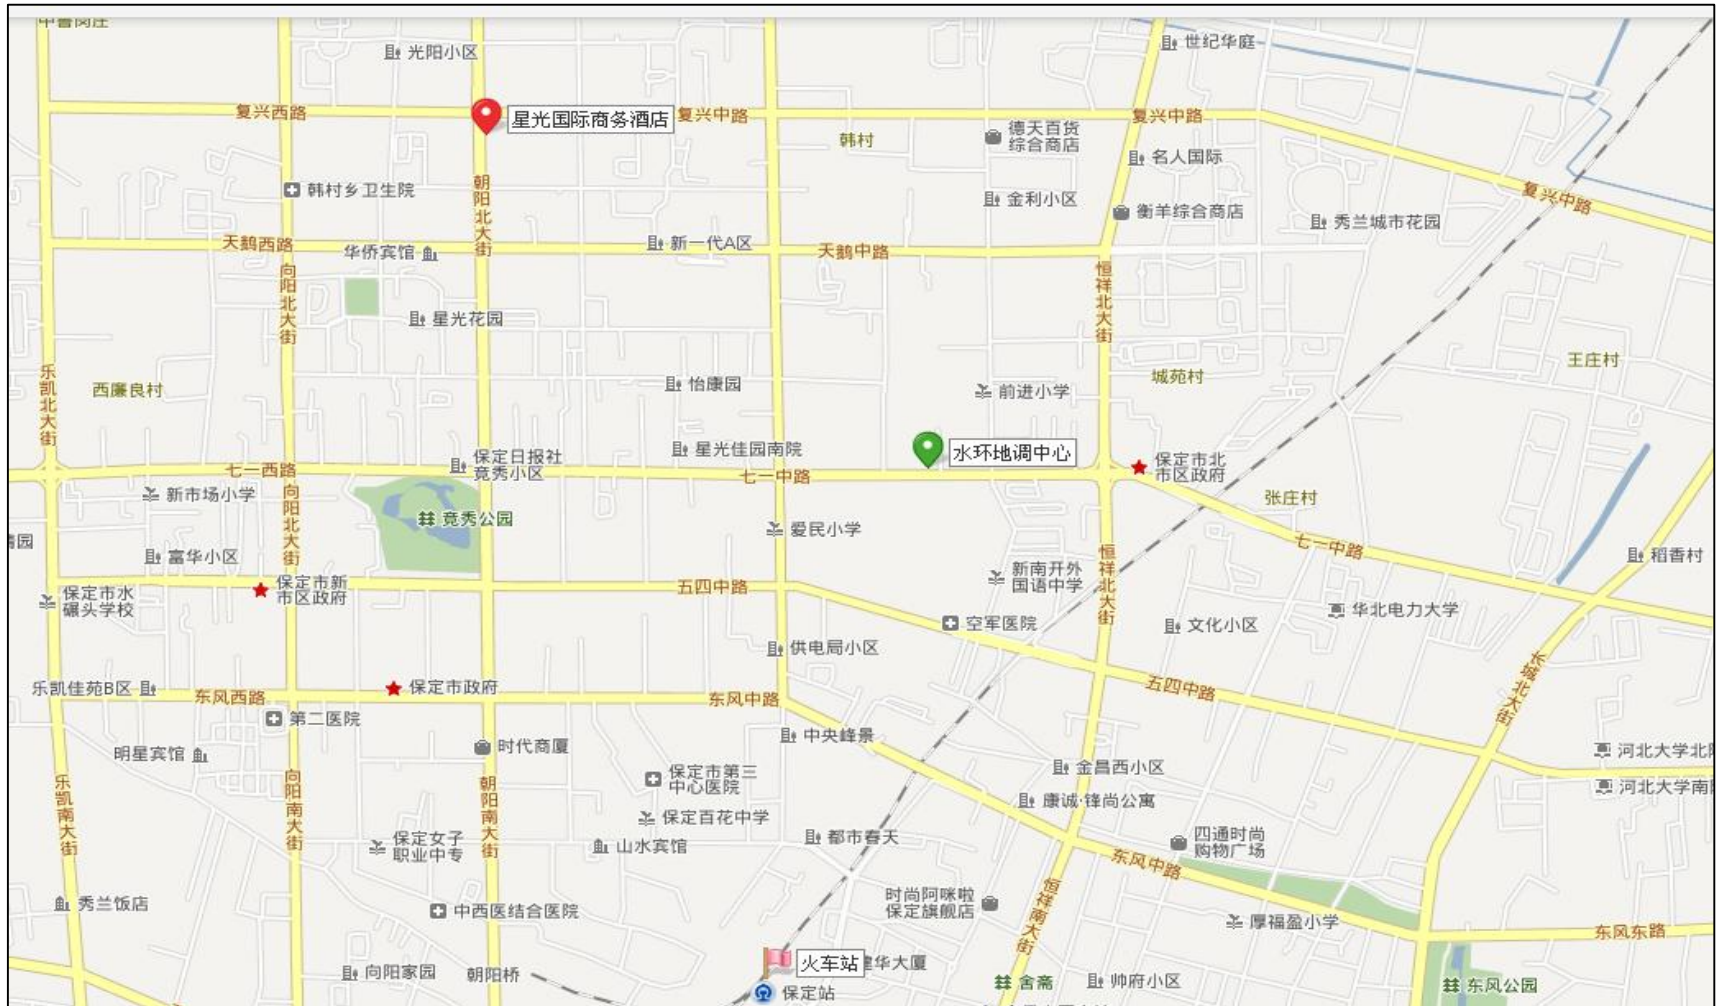 光阳小区
世纪华庭
复兴西路
星光国际商务酒店
复兴中路
复兴中路
韩村
德天百货
综合商店
名人国际
韩村乡卫生院
朝阳北大街
金利小区
衡羊综合商店
秀兰城市花园
复兴中路
天鹅西路
华侨宾馆
新一代A区
天鹅中路
向阳北大街
恒祥北大街
星光花园
乐凯北大街
西廉良村
怡康园
前进小学
城苑村
王庄村
七一西路
保定日报社
竞秀小区
星光佳园南院
七一中路
水环地调中心
保定市北
市区政府
新市场小学
向阳北大街
竞秀公园
张庄村
爱民小学
七一中路
富华小区
恒祥北大街
稻香村
保定市水
碾头学校
保定市新
市区政府
五四中路
新南开外
国语中学
空军医院
文化小区
华北电力大学
供电局小区
长城北大街
乐凯佳苑B区
东风西路
保定市政府
东风中路
五四中路
第二医院
明星宾馆
时代商厦
中央峰景
河北大学北
金昌西小区
保定市第三
中心医院
河北大学南
乐凯南大街
向阳南大街
朝阳南大街
康诚·锋尚公寓
保定百花中学
保定女子
职业中专
山水宾馆
都市春天
四通时尚
购物广场
东风中路
时尚阿咪啦
保定旗舰店
恒祥南大街
秀兰饭店
中西医结合医院
厚福盈小学
东风东路
向阳家园
朝阳桥
火车站
建华大厦
保定站
舍斋
帅府小区
东风公园